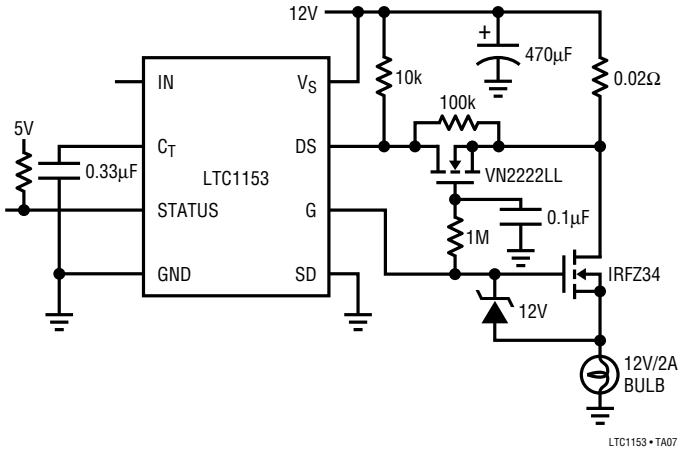 12V
+
470µF
0.02Ω
10k
100k
IN
V_S
5V
C_T
0.33µF
DS
LTC1153
VN2222LL
STATUS
G
0.1µF
1M
GND
SD
IRFZ34
12V
12V/2A
BULB
LTC1153 • TA07